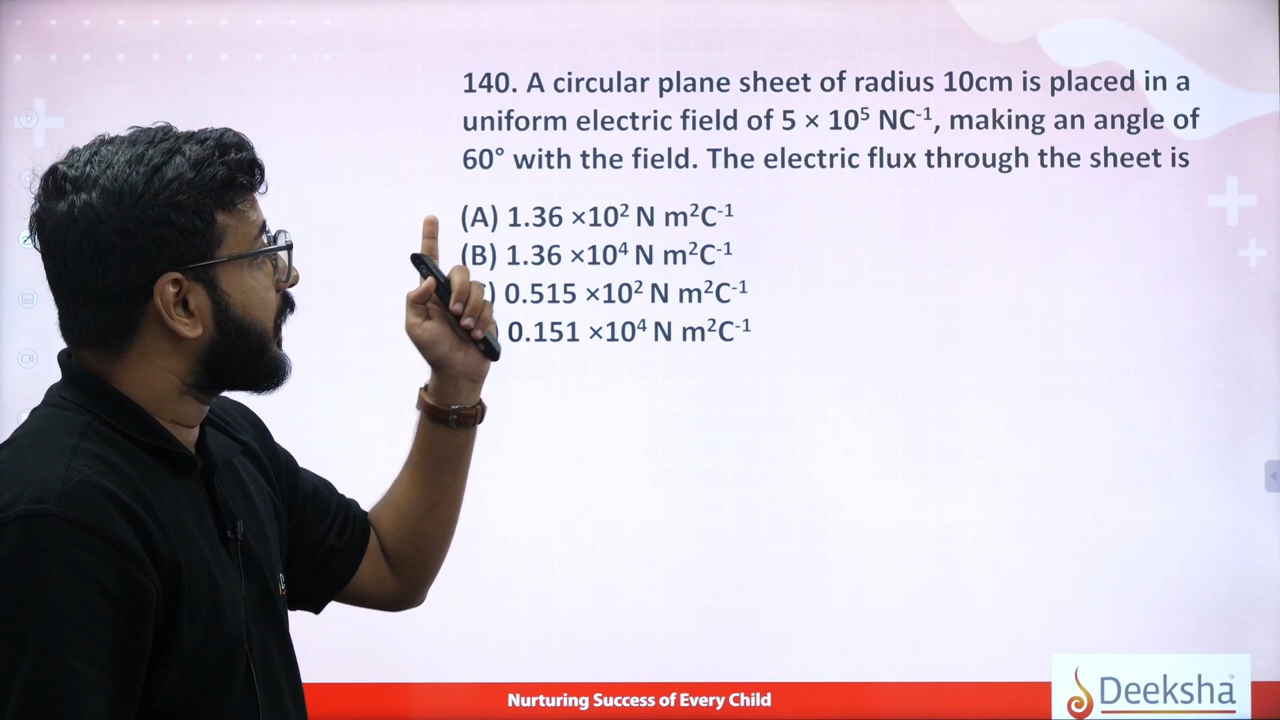 140. A circular plane sheet of radius 10cm is placed in a
uniform electric field of 5 × 10⁵ NC⁻¹, making an angle of
60° with the field. The electric flux through the sheet is
(A) 1.36 ×10² N m²C⁻¹
(B) 1.36 ×10⁴ N m²C⁻¹
) 0.515 ×10² N m²C⁻¹
) 0.151 ×10⁴ N m²C⁻¹
Nurturing Success of Every Child
Deeksha